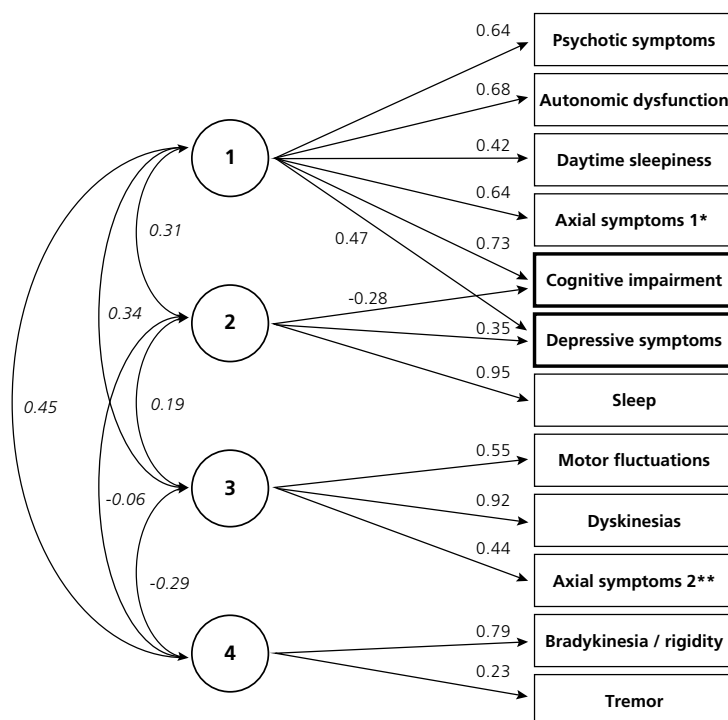 0.64
Psychotic symptoms
0.68
Autonomic dysfunction
1
0.42
Daytime sleepiness
0.64
Axial symptoms 1*
0.31
0.47
0.73
Cognitive impairment
-0.28
0.34
2
0.35
Depressive symptoms
0.95
Sleep
0.45
0.19
0.55
Motor fluctuations
-0.06
3
0.92
Dyskinesias
0.44
Axial symptoms 2**
-0.29
0.79
Bradykinesia / rigidity
4
0.23
Tremor